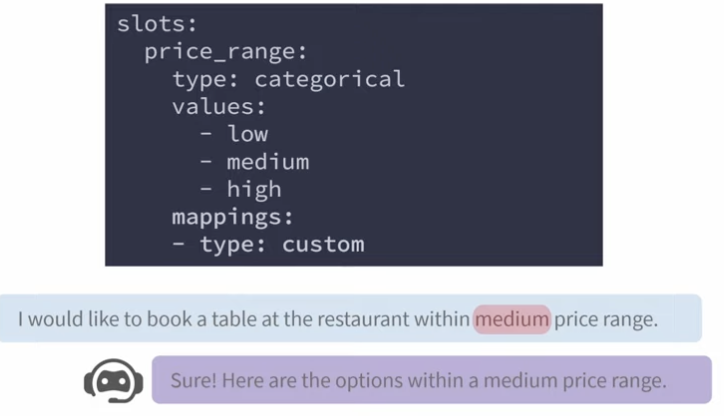 slots:
  price_range:
    type: categorical
    values:
      - low
      - medium
      - high
    mappings:
    - type: custom
I would like to book a table at the restaurant within medium price range.
Sure! Here are the options within a medium price range.